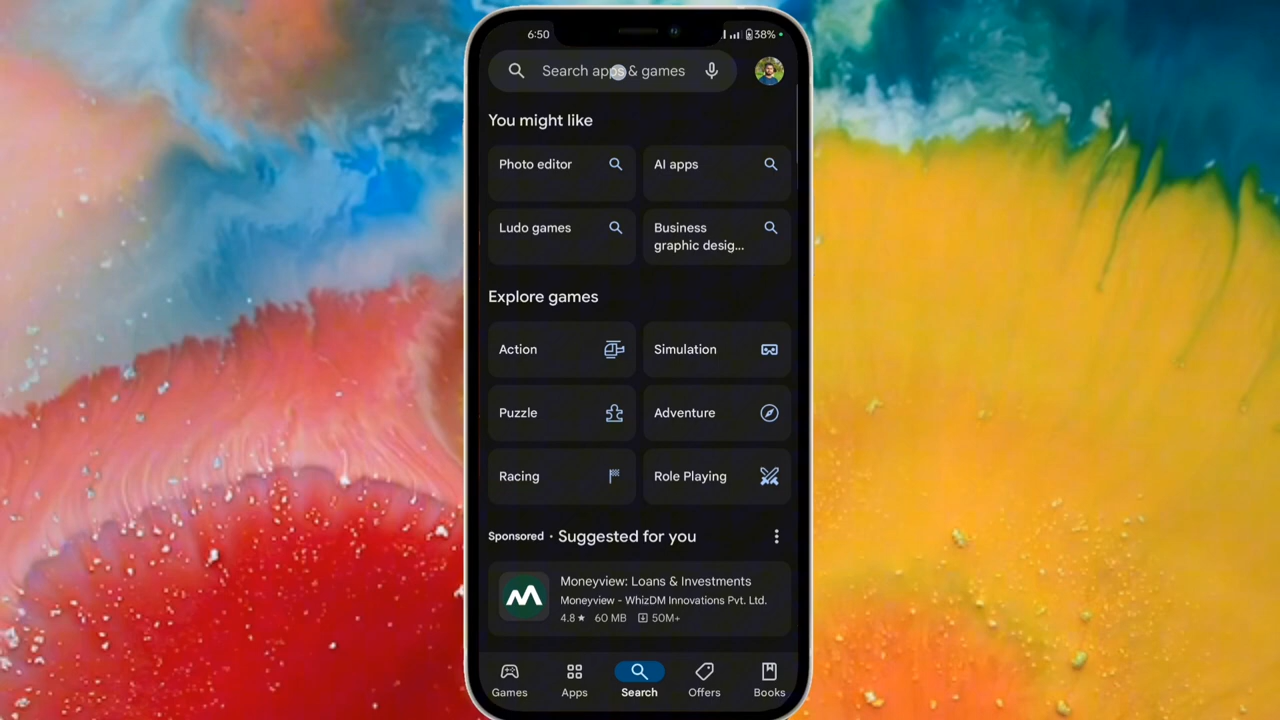 6:50
38%
Search apps & games
You might like
Photo editor
AI apps
Ludo games
Business
graphic desig...
Explore games
Action
Simulation
Puzzle
Adventure
Racing
Role Playing
Sponsored · Suggested for you
Moneyview: Loans & Investments
Moneyview - WhizDM Innovations Pvt. Ltd.
4.8★ 60 MB 50M+
Games
Apps
Search
Offers
Books